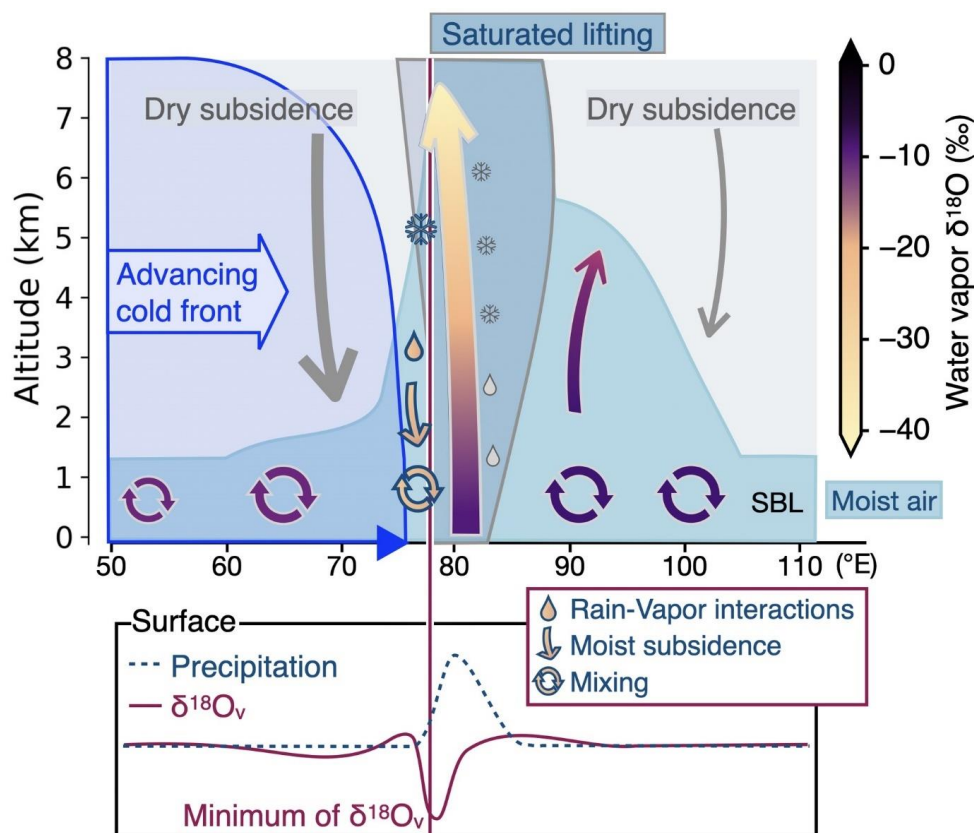 Saturated lifting
8
7
6
5
4
3
2
1
0
Altitude (km)
Dry subsidence
Dry subsidence
Advancing
cold front
SBL
Moist air
50
60
70
80
90
100
110
(°E)
0
−10
−20
−30
−40
Water vapor δ¹⁸O (‰)
Surface
Precipitation
δ¹⁸Oᵥ
Minimum of δ¹⁸Oᵥ
Rain-Vapor interactions
Moist subsidence
Mixing